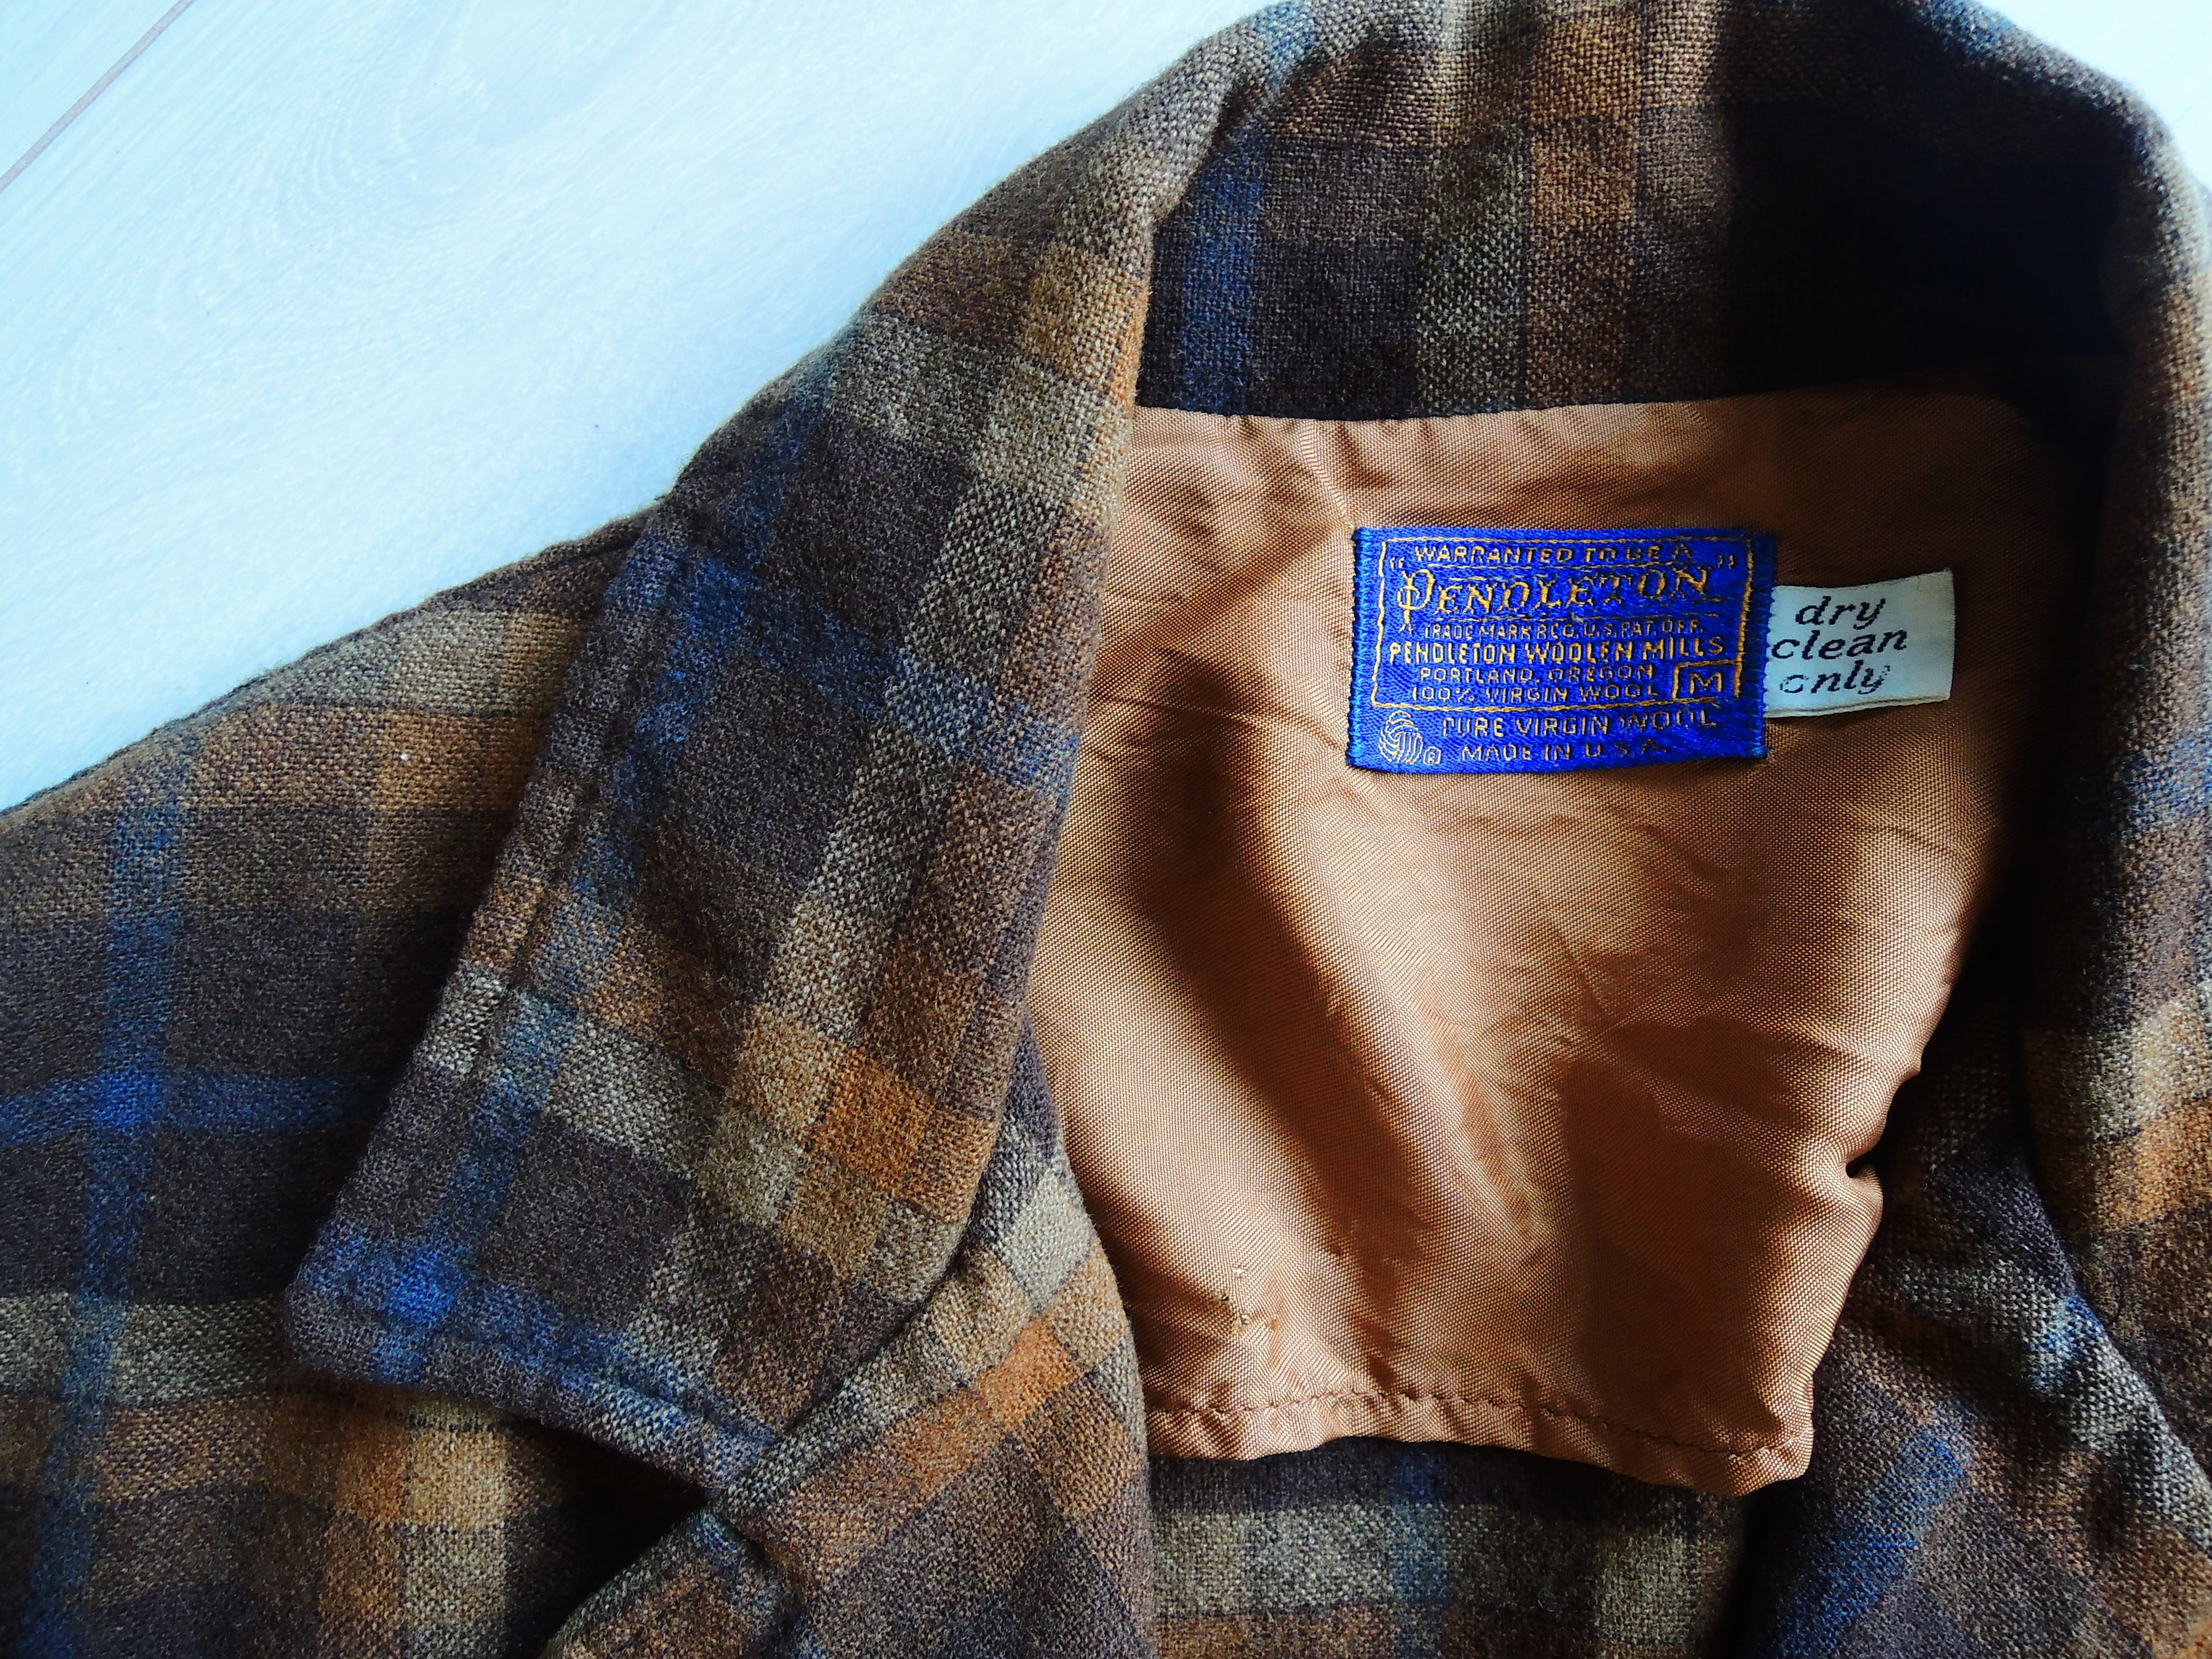 "WARRANTED TO BE A
PENDLETON"
TRADE MARK REG. U.S. PAT. OFF.
PENDLETON WOOLEN MILLS
PORTLAND, OREGON
100% VIRGIN WOOL M
PURE VIRGIN WOOL
® MADE IN U.S.A.
dry
clean
only